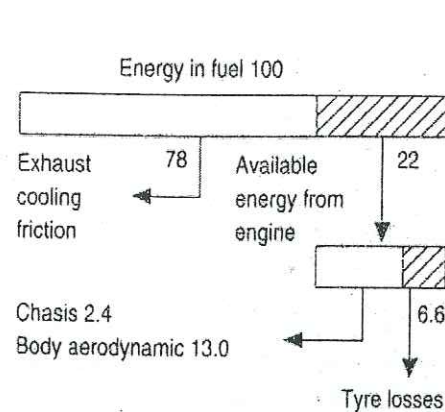 Energy in fuel 100
Exhaust
cooling
friction
78
Available
energy from
engine
22
Chasis 2.4
Body aerodynamic 13.0
6.6
Tyre losses